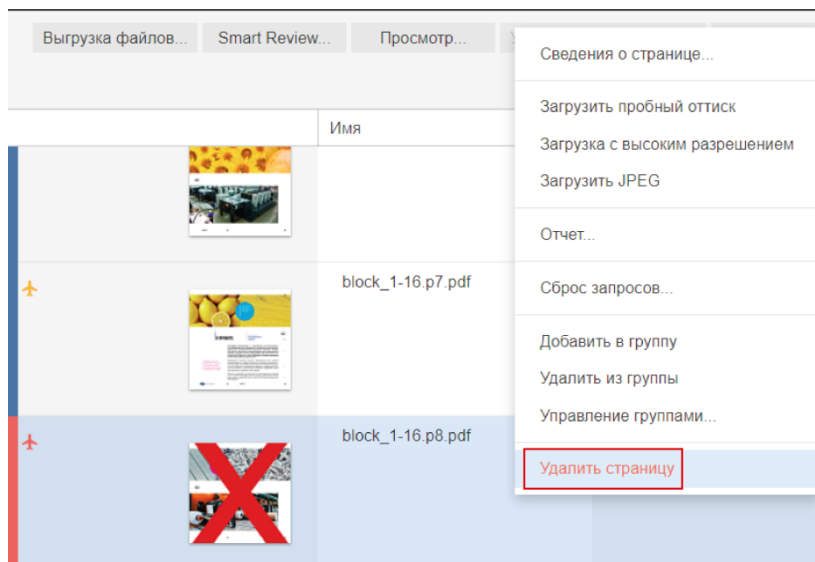 Выгрузка файлов...
Smart Review...
Просмотр...
Сведения о странице...
Загрузить пробный оттиск
Загрузка с высоким разрешением
Загрузить JPEG
Отчет...
Сброс запросов...
Добавить в группу
Удалить из группы
Управление группами...
Удалить страницу
Имя
block_1-16.p7.pdf
block_1-16.p8.pdf